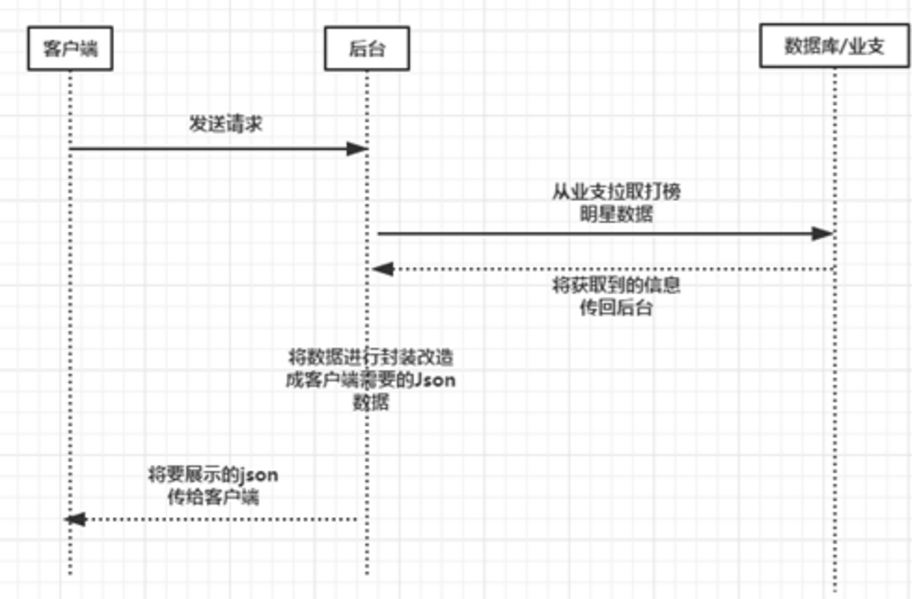 客户端
后台
数据库/业支
发送请求
从业支拉取打榜
明星数据
将获取到的信息
传回后台
将数据进行封装改造
成客户端需要的Json
数据
将要展示的json
传给客户端